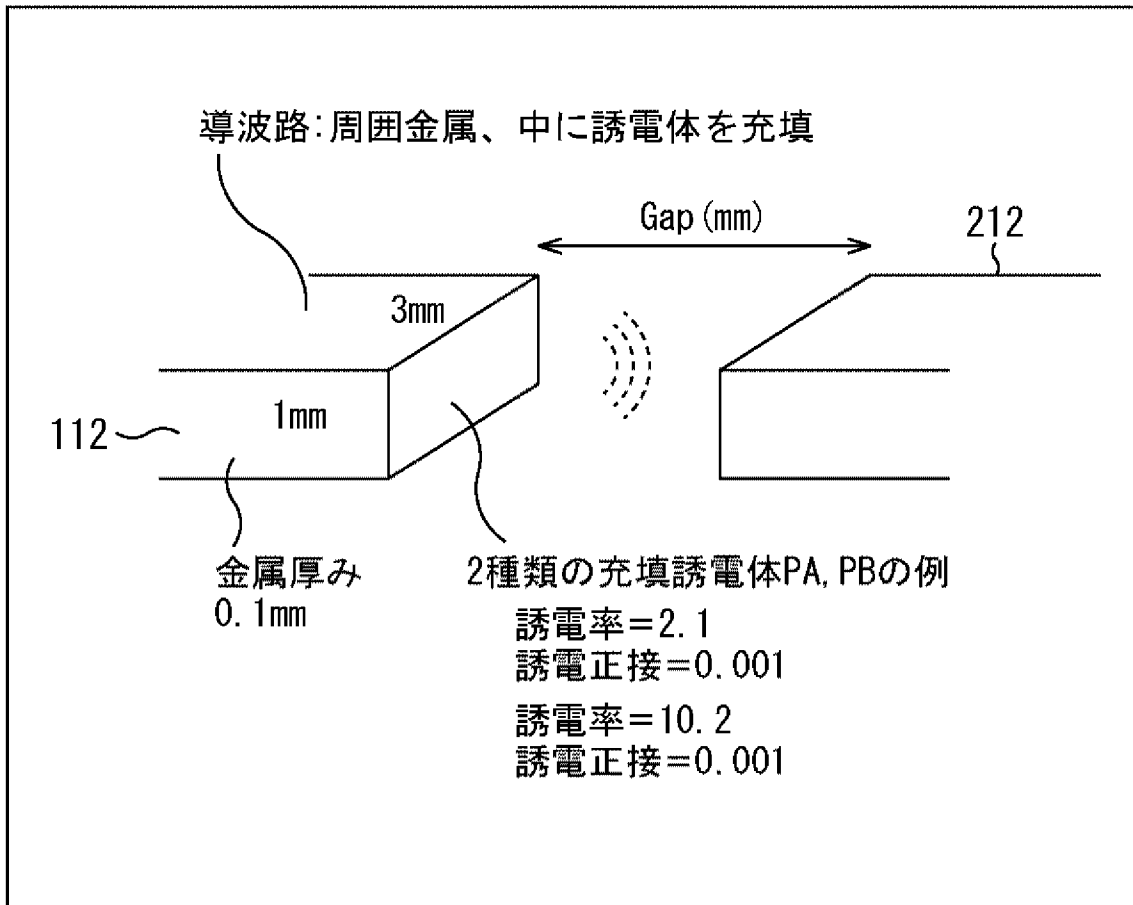 導波路:周囲金属、中に誘電体を充填
Gap(mm)
212
3mm
1mm
112
金属厚み
0.1mm
2種類の充填誘電体PA,PBの例
誘電率=2.1
誘電正接=0.001
誘電率=10.2
誘電正接=0.001